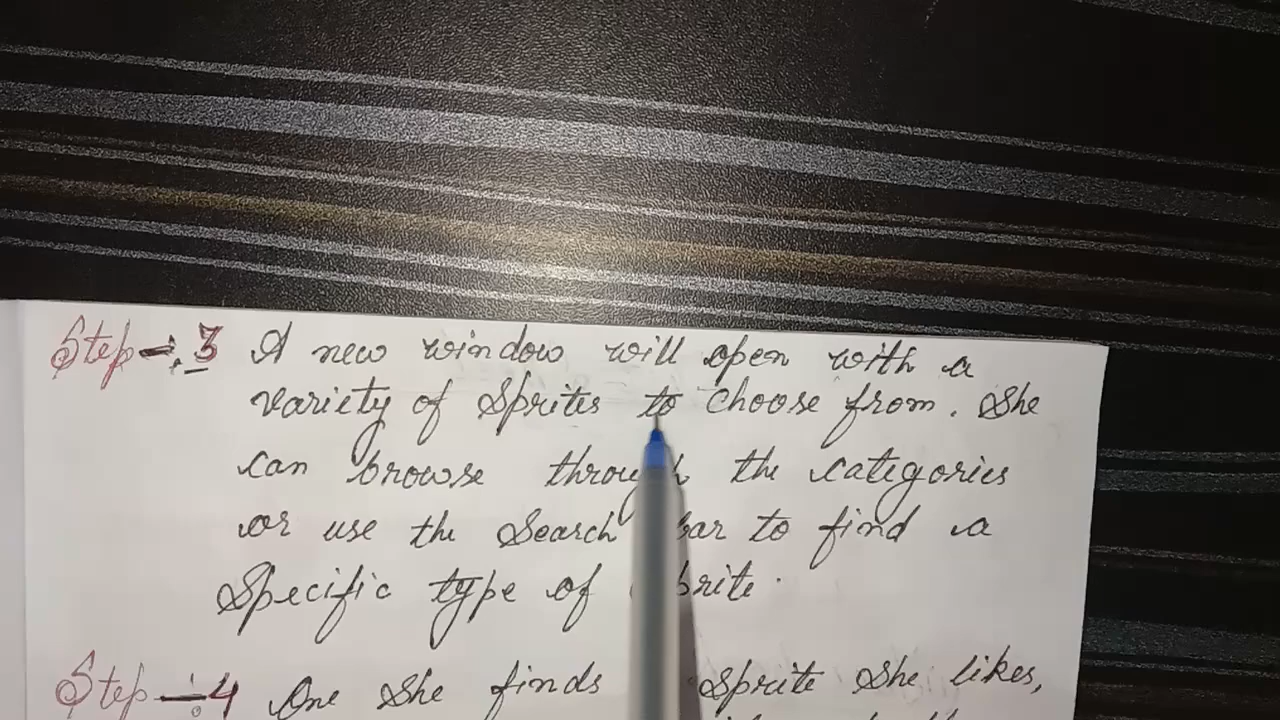 Step-:3 A new window will open with a
variety of Sprites to choose from. She
can browse through the categories
or use the Search bar to find a
Specific type of sprite.
Step-:4 One She finds Sprite She likes,